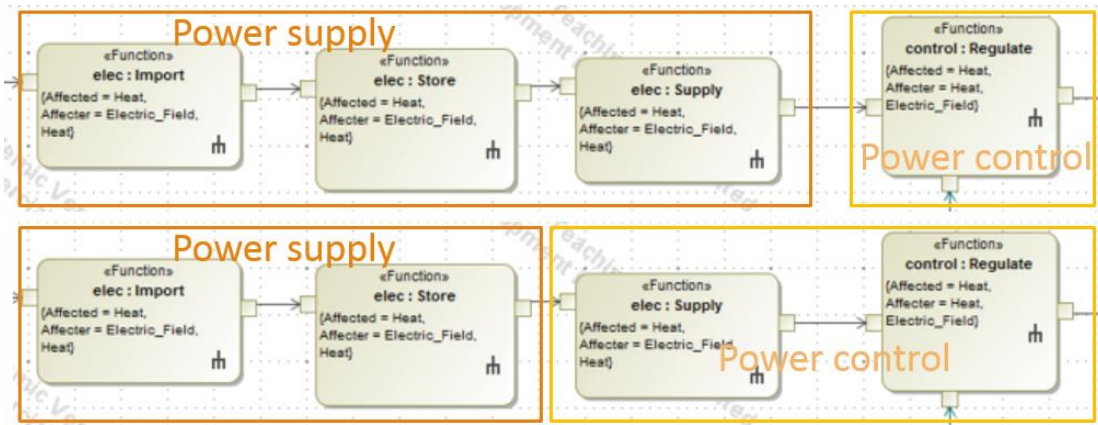 Power supply
«Function»
elec : Import
{Affected = Heat,
Affecter = Electric_Field,
Heat}
«Function»
elec : Store
{Affected = Heat,
Affecter = Electric_Field,
Heat}
«Function»
elec : Supply
{Affected = Heat,
Affecter = Electric_Field,
Heat}
«Function»
control : Regulate
{Affected = Heat,
Affecter = Heat,
Electric_Field}
Power control
Power supply
«Function»
elec : Import
{Affected = Heat,
Affecter = Electric_Field,
Heat}
«Function»
elec : Store
{Affected = Heat,
Affecter = Electric_Field,
Heat}
«Function»
elec : Supply
{Affected = Heat,
Affecter = Electric_Field,
Heat}
«Function»
control : Regulate
{Affected = Heat,
Affecter = Heat,
Electric_Field}
Power control